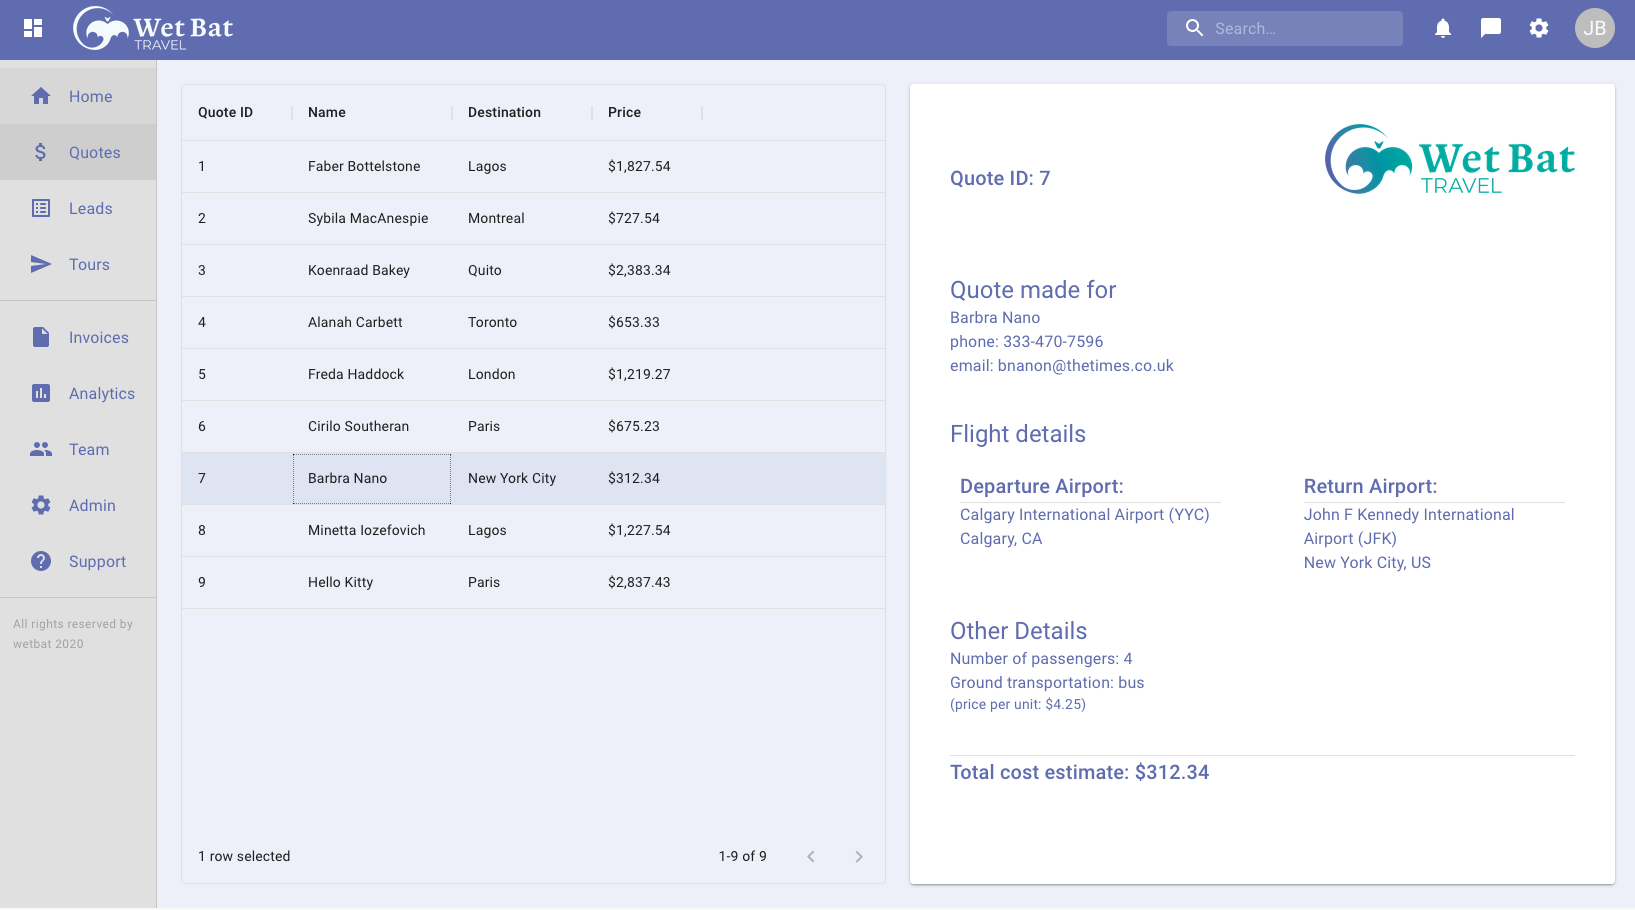 Wet Bat
TRAVEL
Search...
JB
Home
Quotes
Leads
Tours
Invoices
Analytics
Team
Admin
Support
All rights reserved by
wetbat 2020
Quote ID Name Destination Price
1 Faber Bottelstone Lagos $1,827.54
2 Sybila MacAnespie Montreal $727.54
3 Koenraad Bakey Quito $2,383.34
4 Alanah Carbett Toronto $653.33
5 Freda Haddock London $1,219.27
6 Cirilo Southeran Paris $675.23
7 Barbra Nano New York City $312.34
8 Minetta Iozefovich Lagos $1,227.54
9 Hello Kitty Paris $2,837.43
1 row selected 1-9 of 9
Wet Bat
TRAVEL
Quote ID: 7
Quote made for
Barbra Nano
phone: 333-470-7596
email: bnanon@thetimes.co.uk
Flight details
Departure Airport:
Calgary International Airport (YYC)
Calgary, CA
Return Airport:
John F Kennedy International
Airport (JFK)
New York City, US
Other Details
Number of passengers: 4
Ground transportation: bus
(price per unit: $4.25)
Total cost estimate: $312.34